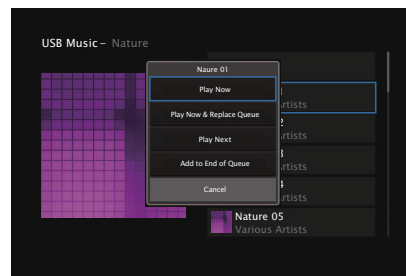 USB Music – Nature
Naure 01
Play Now
Play Now & Replace Queue
Play Next
Add to End of Queue
Cancel
Nature 05
Various Artists